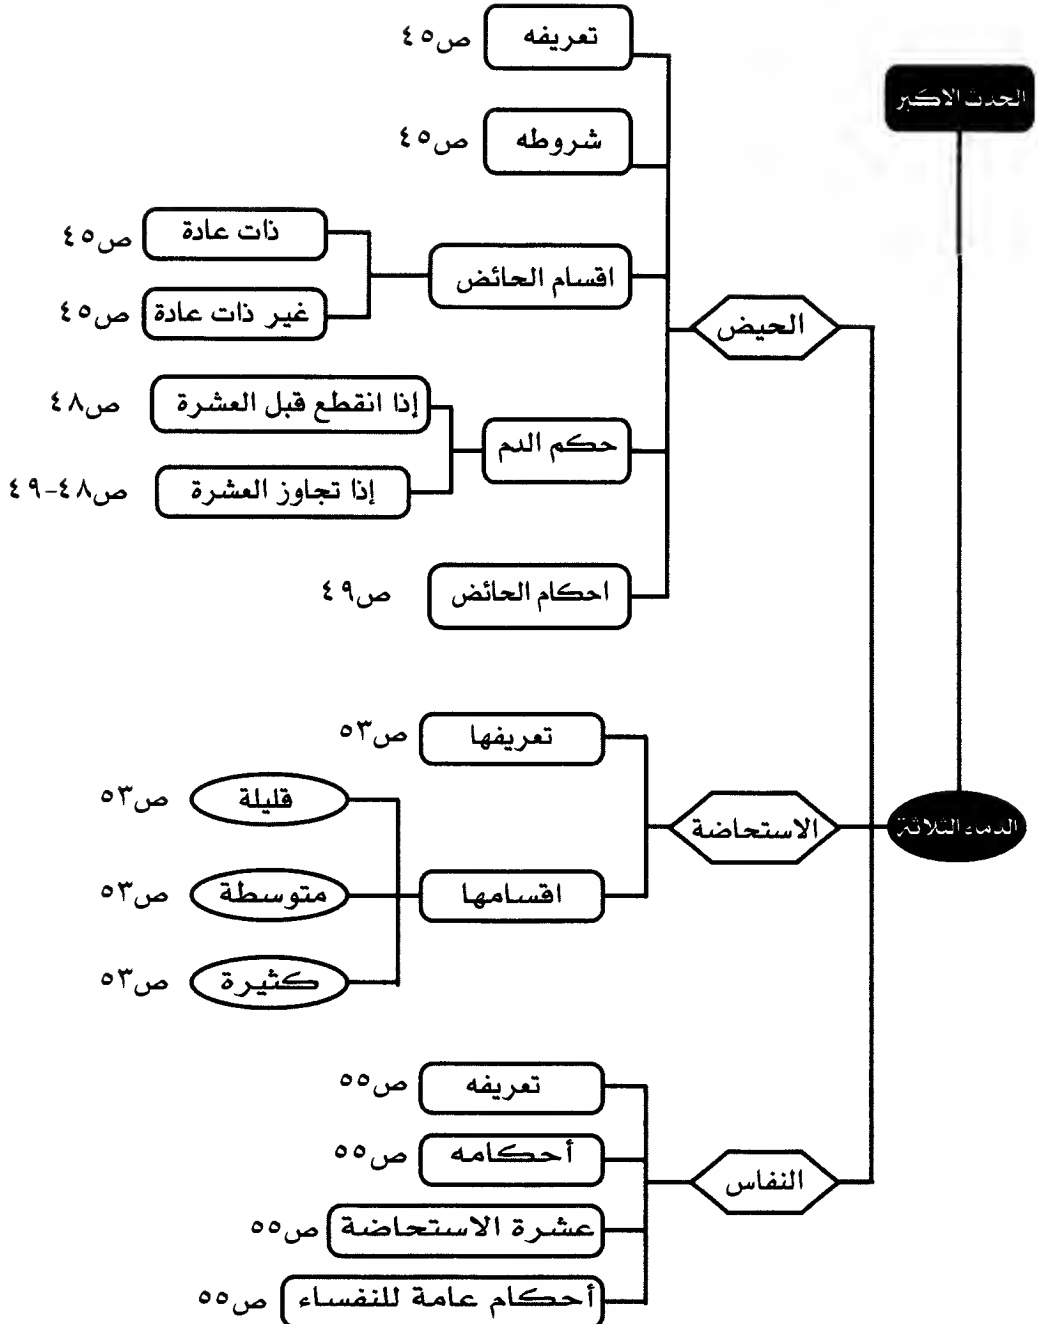 الحدث الاكبر
الدماء الثلاثة
الحيض
تعريفه ص٤٥
شروطه ص٤٥
اقسام الحائض
ذات عادة ص٤٥
غير ذات عادة ص٤٥
حكم الدم
إذا انقطع قبل العشرة ص٤٨
إذا تجاوز العشرة ص٤٨-٤٩
احكام الحائض ص٤٩
الاستحاضة
تعريفها ص٥٣
اقسامها
قليلة ص٥٣
متوسطة ص٥٣
كثيرة ص٥٣
النفاس
تعريفه ص٥٥
أحكامه ص٥٥
عشرة الاستحاضة ص٥٥
أحكام عامة للنفساء ص٥٥